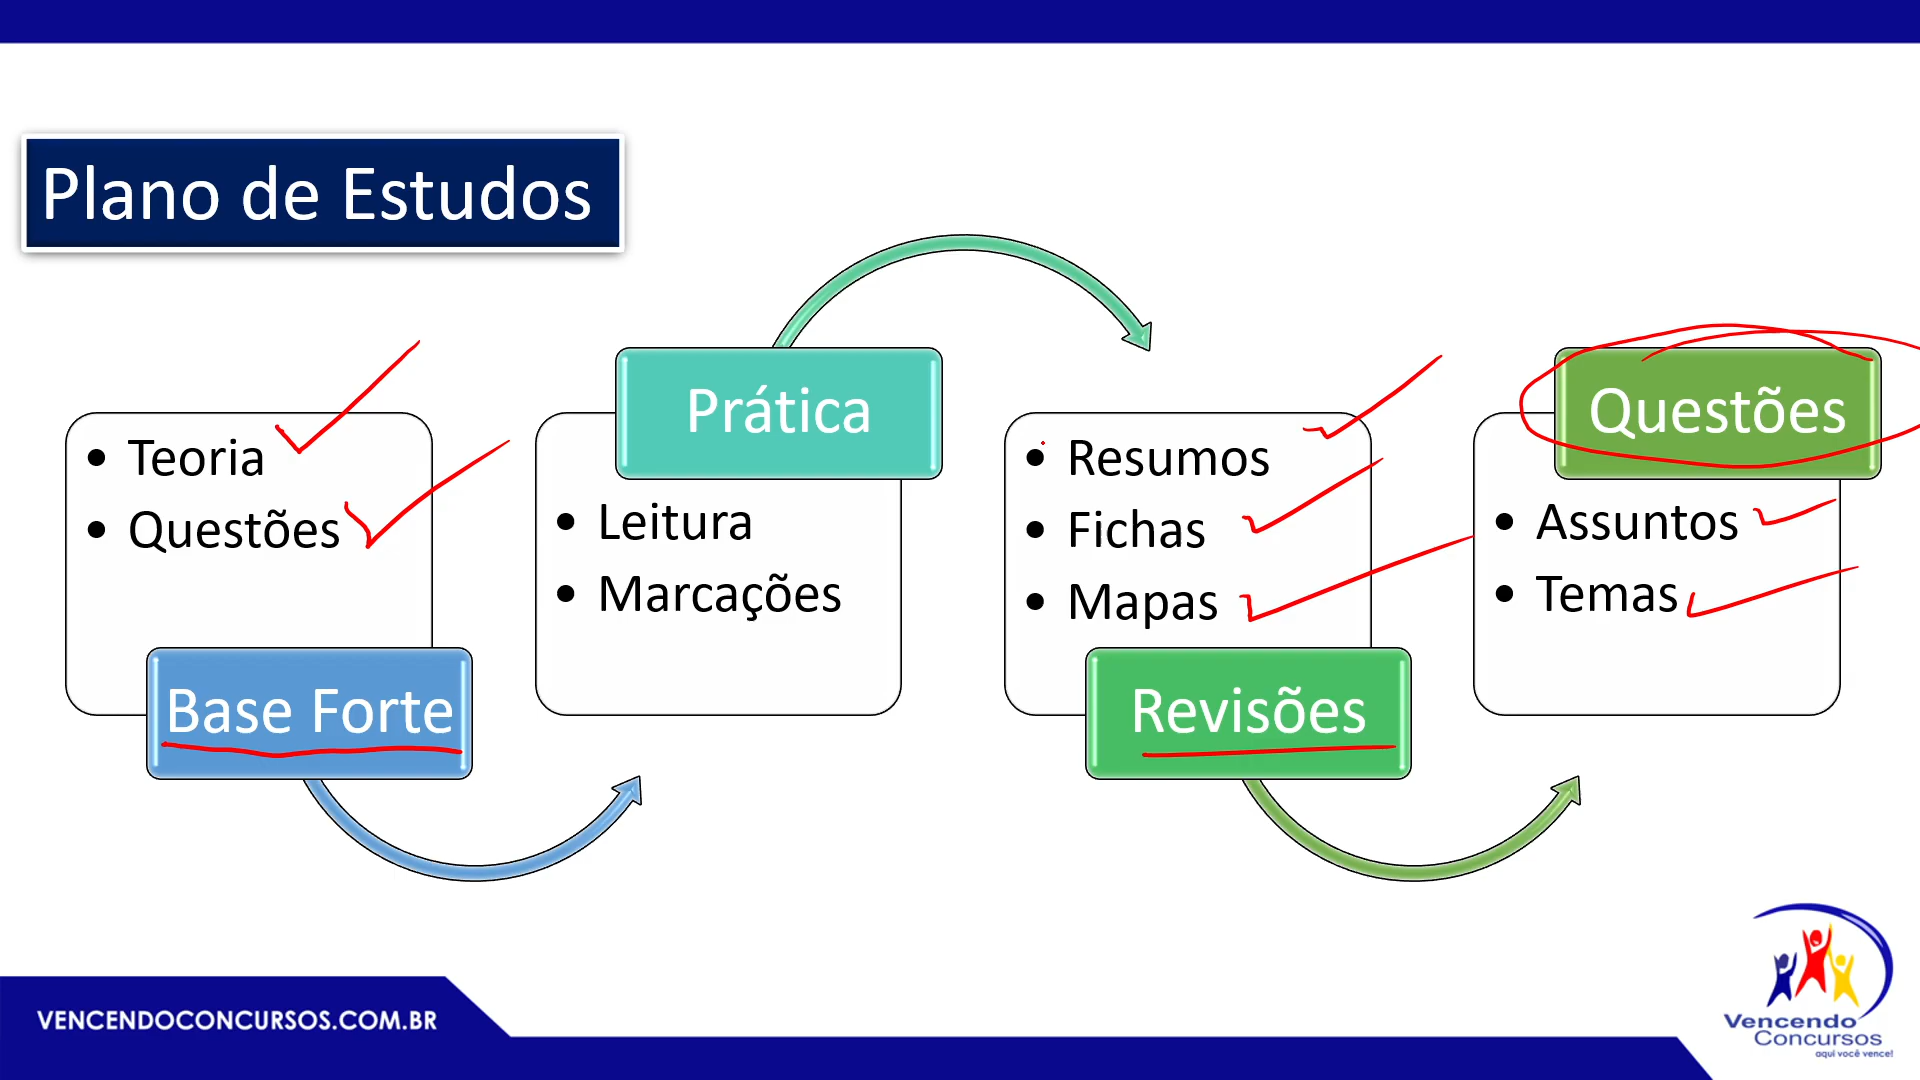 Plano de Estudos
Teoria
Questões
Base Forte
Prática
Leitura
Marcações
Resumos
Fichas
Mapas
Revisões
Questões
Assuntos
Temas
VENCENDOCONCURSOS.COM.BR
Vencendo
Concursos
aqui você vence!